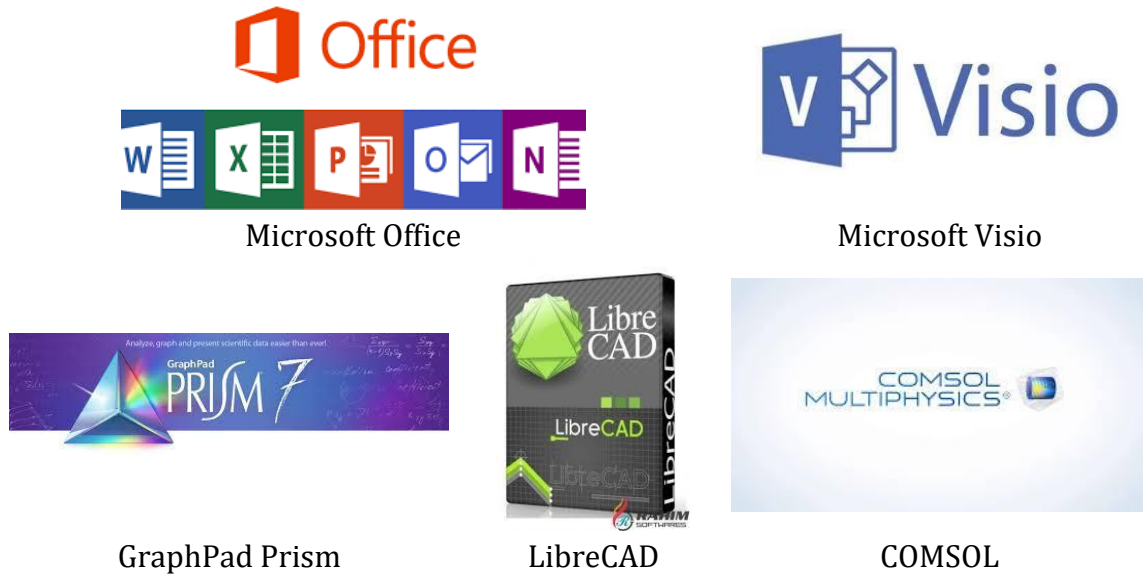 Office
Visio
W X P O N
V
Microsoft Office
Microsoft Visio
Analyze, graph and present scientific data easier than ever!
GraphPad
PRISM 7
Libre
CAD
LibreCAD
LibreCAD
LibreCAD
RAHIM
SOFTWARES
COMSOL
MULTIPHYSICS®
GraphPad Prism
LibreCAD
COMSOL